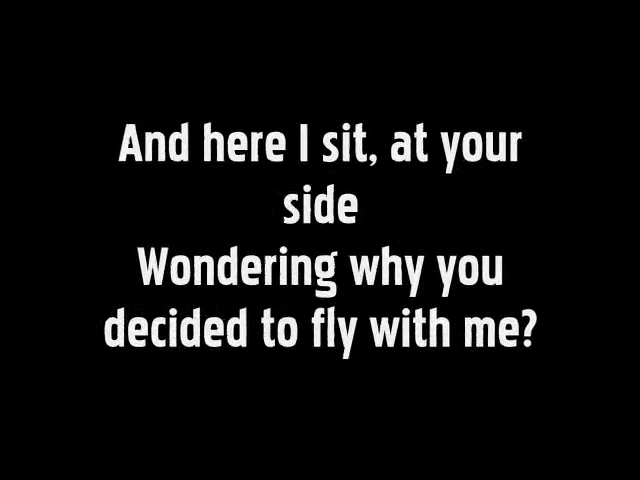 And here I sit, at your
side
Wondering why you
decided to fly with me?